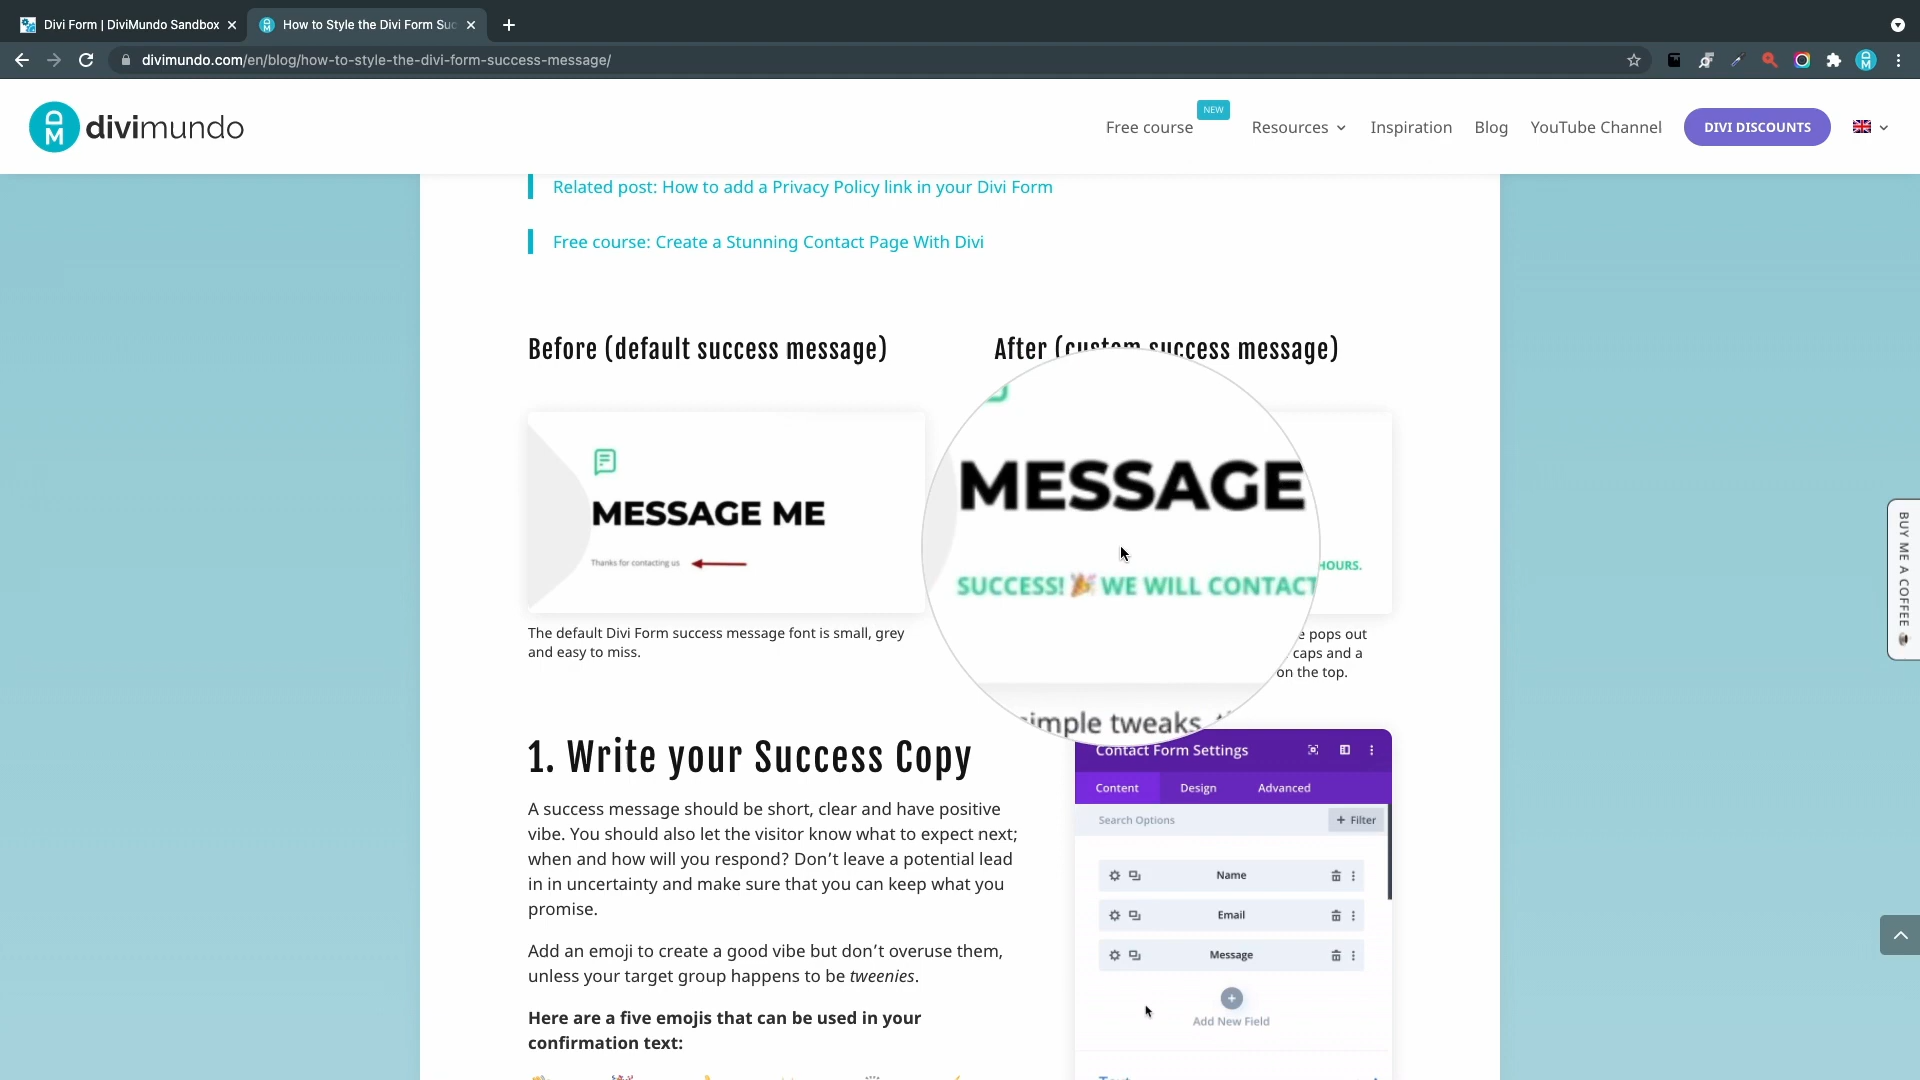 Divi Form | DiviMundo Sandbox
How to Style the Divi Form Suc
divimundo.com/en/blog/how-to-style-the-divi-form-success-message/
DM divimundo
Free course
NEW
Resources
Inspiration
Blog
YouTube Channel
DIVI DISCOUNTS
Related post: How to add a Privacy Policy link in your Divi Form
Free course: Create a Stunning Contact Page With Divi
Before (default success message)
After (custom success message)
MESSAGE ME
Thanks for contacting us
The default Divi Form success message font is small, grey
and easy to miss.
MESSAGE
SUCCESS! 🎉 WE WILL CONTACT
HOURS.
pops out
caps and a
on the top.
simple tweaks,
BUY ME A COFFEE
1. Write your Success Copy
A success message should be short, clear and have positive
vibe. You should also let the visitor know what to expect next;
when and how will you respond? Don’t leave a potential lead
in in uncertainty and make sure that you can keep what you
promise.
Add an emoji to create a good vibe but don’t overuse them,
unless your target group happens to be tweenies.
Here are a five emojis that can be used in your
confirmation text:
Contact Form Settings
Content
Design
Advanced
Search Options
+ Filter
Name
Email
Message
Add New Field